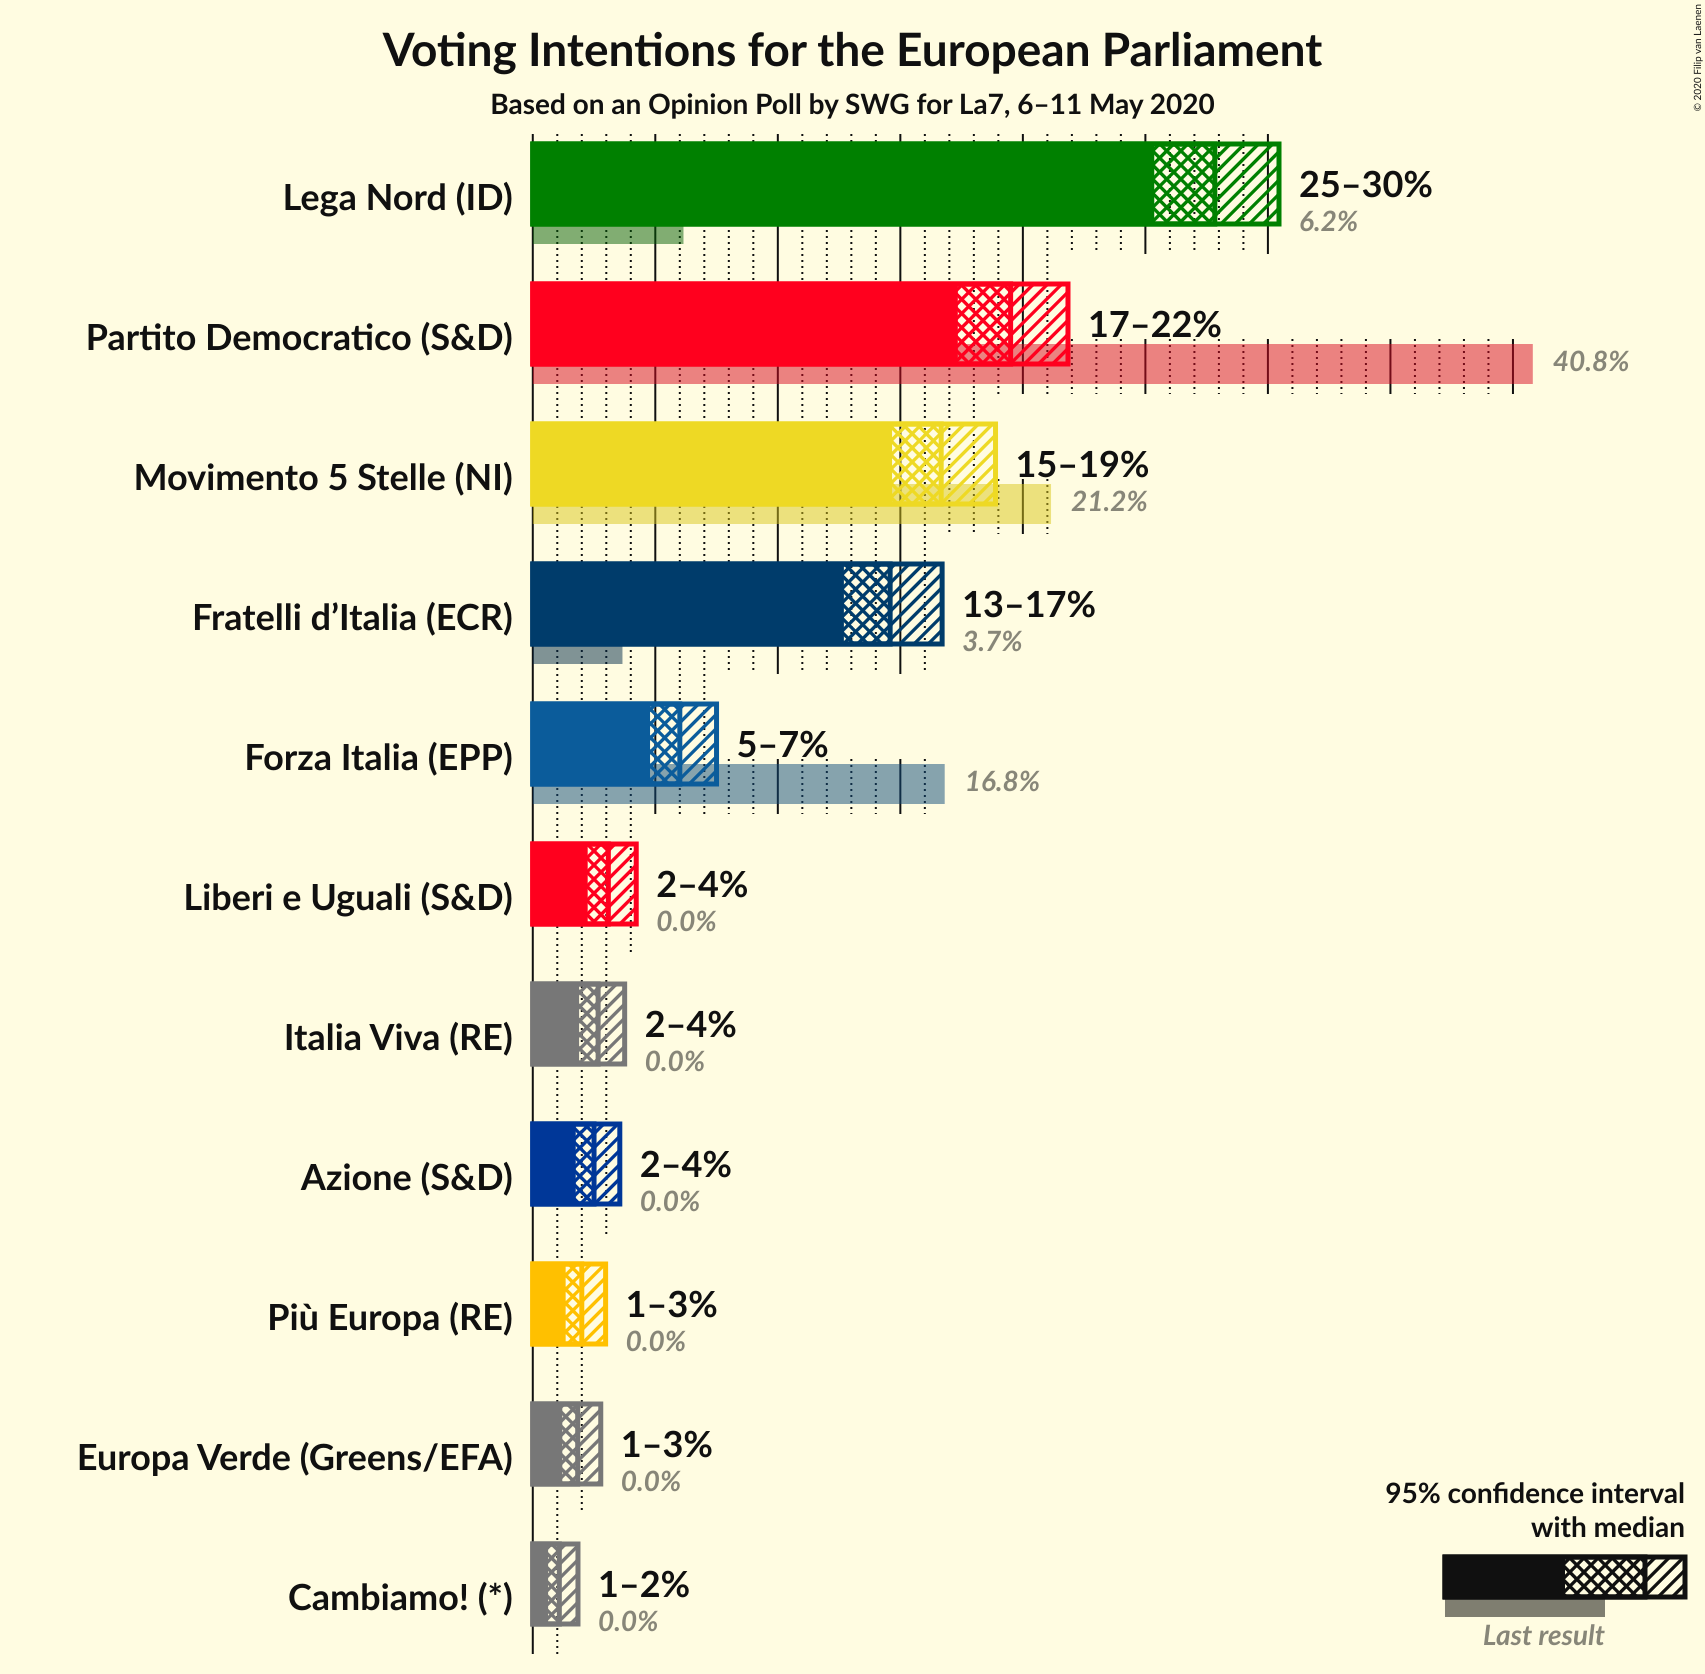 Voting Intentions for the European Parliament
Based on an Opinion Poll by SWG for La7, 6–11 May 2020
© 2020 Filip van Laenen
Lega Nord (ID)
25–30%
6.2%
Partito Democratico (S&D)
17–22%
40.8%
Movimento 5 Stelle (NI)
15–19%
21.2%
Fratelli d’Italia (ECR)
13–17%
3.7%
Forza Italia (EPP)
5–7%
16.8%
Liberi e Uguali (S&D)
2–4%
0.0%
Italia Viva (RE)
2–4%
0.0%
Azione (S&D)
2–4%
0.0%
Più Europa (RE)
1–3%
0.0%
Europa Verde (Greens/EFA)
1–3%
0.0%
Cambiamo! (*)
1–2%
0.0%
95% confidence interval
with median
Last result